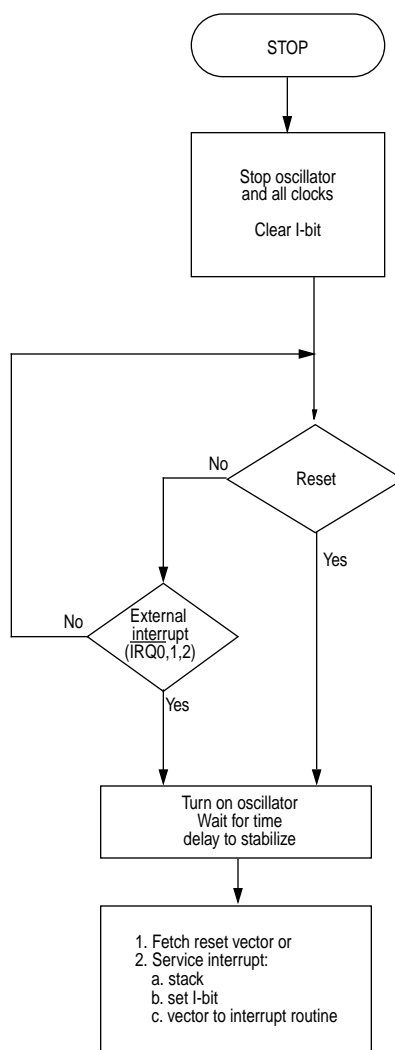 STOP
Stop oscillator
and all clocks
Clear I-bit
Reset
No
Yes
External
interrupt
(IRQ0,1,2)
No
Yes
Turn on oscillator
Wait for time
delay to stabilize
1. Fetch reset vector or
2. Service interrupt:
a. stack
b. set I-bit
c. vector to interrupt routine